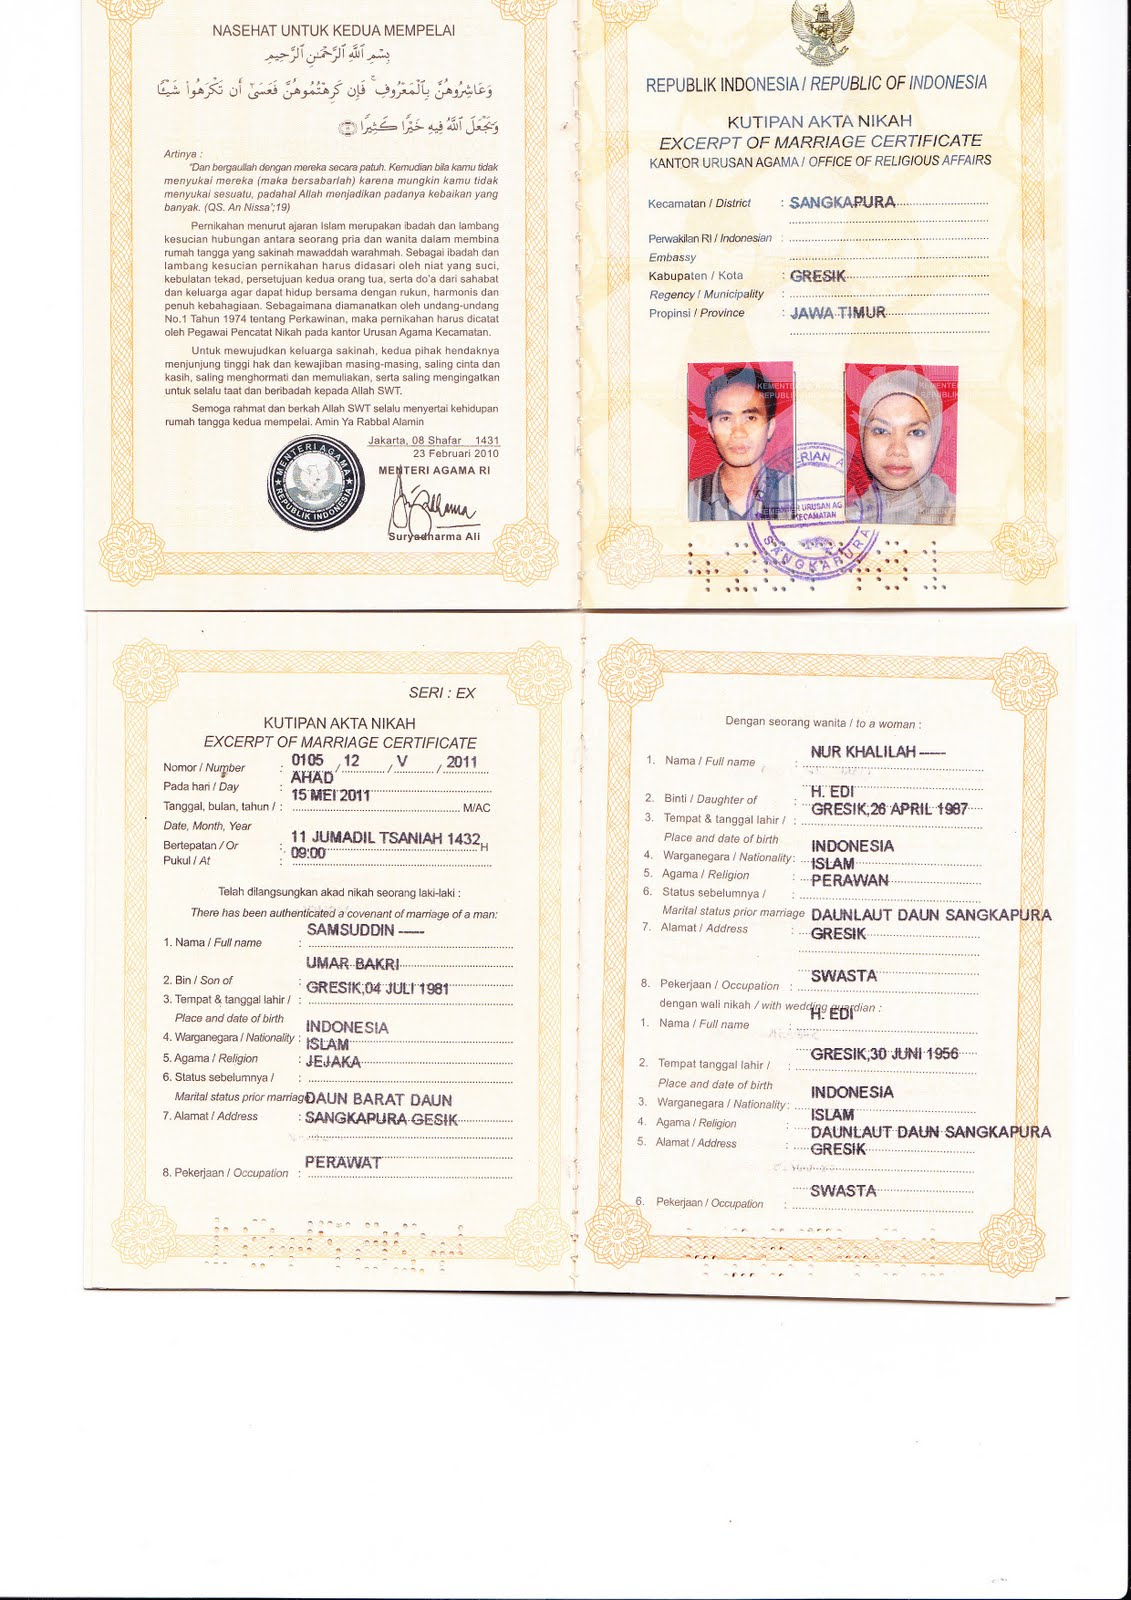 NASEHAT UNTUK KEDUA MEMPELAI
بِسْمِ ٱللَّهِ ٱلرَّحْمَٰنِ ٱلرَّحِيمِ
وَعَاشِرُوهُنَّ بِٱلْمَعْرُوفِ ۚ فَإِن كَرِهْتُمُوهُنَّ فَعَسَىٰٓ أَن تَكْرَهُوا۟ شَيْـًٔا
وَيَجْعَلَ ٱللَّهُ فِيهِ خَيْرًا كَثِيرًا
Artinya :
"Dan bergaullah dengan mereka secara patuh. Kemudian bila kamu tidak
menyukai mereka (maka bersabarlah) karena mungkin kamu tidak
menyukai sesuatu, padahal Allah menjadikan padanya kebaikan yang
banyak. (QS. An Nissa';19)
Pernikahan menurut ajaran Islam merupakan ibadah dan lambang
kesucian hubungan antara seorang pria dan wanita dalam membina
rumah tangga yang sakinah mawaddah warahmah. Sebagai ibadah dan
lambang kesucian pernikahan harus didasari oleh niat yang suci,
kebulatan tekad, persetujuan kedua orang tua, serta do'a dari sahabat
dan keluarga agar dapat hidup bersama dengan rukun, harmonis dan
penuh kebahagiaan. Sebagaimana diamanatkan oleh undang-undang
No.1 Tahun 1974 tentang Perkawinan, maka pernikahan harus dicatat
oleh Pegawai Pencatat Nikah pada kantor Urusan Agama Kecamatan.
Untuk mewujudkan keluarga sakinah, kedua pihak hendaknya
menjunjung tinggi hak dan kewajiban masing-masing, saling cinta dan
kasih, saling menghormati dan memuliakan, serta saling mengingatkan
untuk selalu taat dan beribadah kepada Allah SWT.
Semoga rahmat dan berkah Allah SWT selalu menyertai kehidupan
rumah tangga kedua mempelai. Amin Ya Rabbal Alamin
Jakarta, 08 Shafar 1431
23 Februari 2010
MENTERI AGAMA RI
MENTERI AGAMA
REPUBLIK INDONESIA
Suryadharma Ali
REPUBLIK INDONESIA / REPUBLIC OF INDONESIA
KUTIPAN AKTA NIKAH
EXCERPT OF MARRIAGE CERTIFICATE
KANTOR URUSAN AGAMA / OFFICE OF RELIGIOUS AFFAIRS
Kecamatan / District : SANGKAPURA
Perwakilan RI / Indonesian :
Embassy
Kabupaten / Kota : GRESIK
Regency / Municipality :
Propinsi / Province : JAWA TIMUR
URUSAN AG
KECAMATAN
SANGKAPURA
SERI : EX
KUTIPAN AKTA NIKAH
EXCERPT OF MARRIAGE CERTIFICATE
Nomor / Number : 0105 / 12 / V / 2011
Pada hari / Day : AHAD
Tanggal, bulan, tahun / : 15 MEI 2011 M/AC
Date, Month, Year
Bertepatan / Or : 11 JUMADIL TSANIAH 1432 H
Pukul / At : 09:00
Telah dilangsungkan akad nikah seorang laki-laki :
There has been authenticated a covenant of marriage of a man:
1. Nama / Full name : SAMSUDDIN -----
2. Bin / Son of : UMAR BAKRI
3. Tempat & tanggal lahir / : GRESIK,04 JULI 1981
Place and date of birth
4. Warganegara / Nationality : INDONESIA
5. Agama / Religion : ISLAM
6. Status sebelumnya / : JEJAKA
Marital status prior marriage
7. Alamat / Address : DAUN BARAT DAUN
SANGKAPURA GESIK
8. Pekerjaan / Occupation : PERAWAT
Dengan seorang wanita / to a woman :
1. Nama / Full name : NUR KHALILAH -----
2. Binti / Daughter of : H. EDI
3. Tempat & tanggal lahir / : GRESIK,26 APRIL 1987
Place and date of birth
4. Warganegara / Nationality : INDONESIA
5. Agama / Religion : ISLAM
6. Status sebelumnya / : PERAWAN
Marital status prior marriage
7. Alamat / Address : DAUNLAUT DAUN SANGKAPURA
GRESIK
8. Pekerjaan / Occupation : SWASTA
dengan wali nikah / with wedding guardian :
1. Nama / Full name : H. EDI
2. Tempat tanggal lahir / : GRESIK,30 JUNI 1956
Place and date of birth
3. Warganegara / Nationality : INDONESIA
4. Agama / Religion : ISLAM
5. Alamat / Address : DAUNLAUT DAUN SANGKAPURA
GRESIK
6. Pekerjaan / Occupation : SWASTA